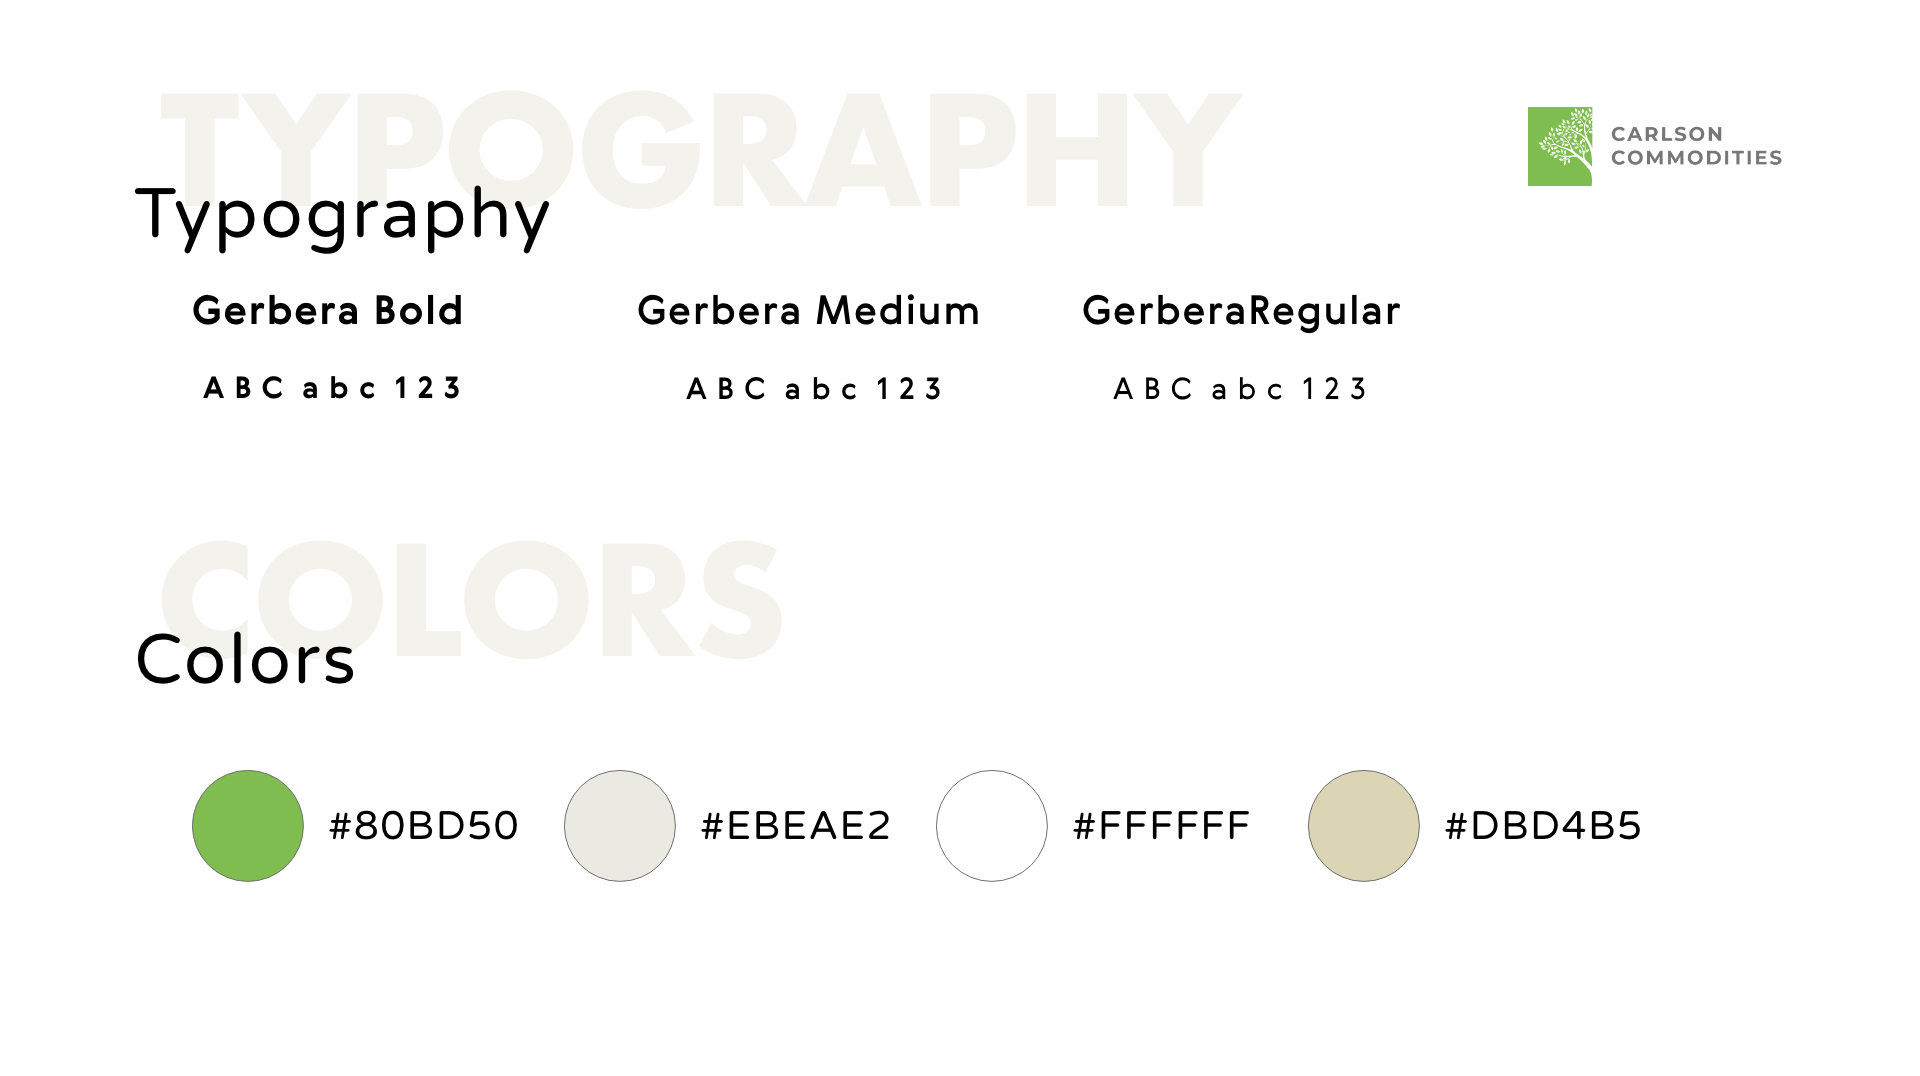 TYPOGRAPHY
CARLSON
COMMODITIES
Typography
Gerbera Bold
Gerbera Medium
GerberaRegular
A B C a b c 1 2 3
A B C a b c 1 2 3
A B C a b c 1 2 3
COLORS
Colors
#80BD50
#EBEAE2
#FFFFFF
#DBD4B5